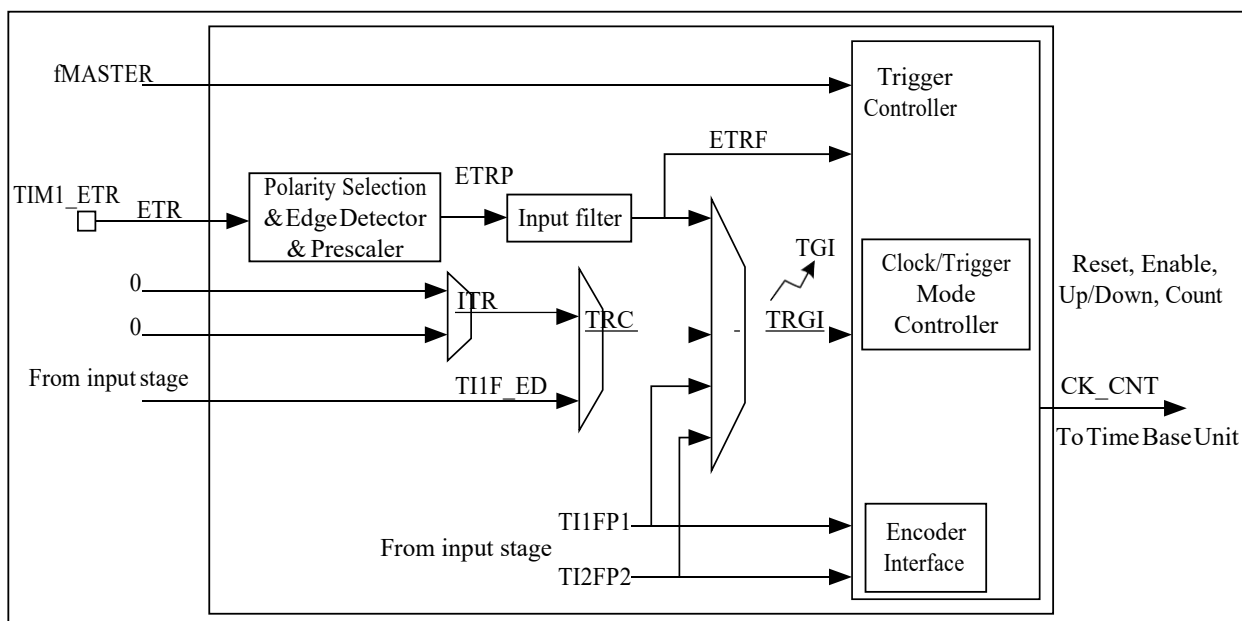 fMASTER
Trigger
Controller
ETRF
TIM1_ETR
ETR
Polarity Selection
& Edge Detector
& Prescaler
ETRP
Input filter
TGI
Clock/Trigger
Mode
Controller
Reset, Enable,
Up/Down, Count
0
ITR
0
TRC
-
TRGI
From input stage
TI1F_ED
CK_CNT
To Time Base Unit
TI1FP1
From input stage
TI2FP2
Encoder
Interface